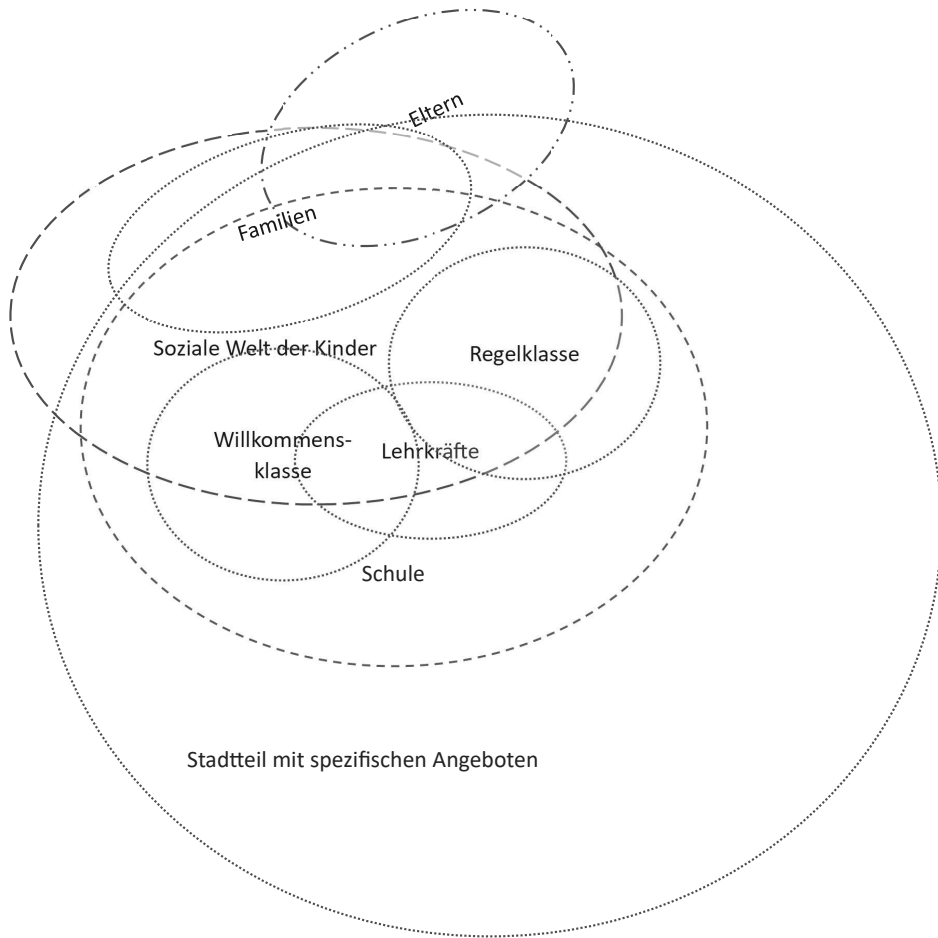 Eltern
Familien
Soziale Welt der Kinder
Regelklasse
Willkommens-
klasse
Lehrkräfte
Schule
Stadtteil mit spezifischen Angeboten